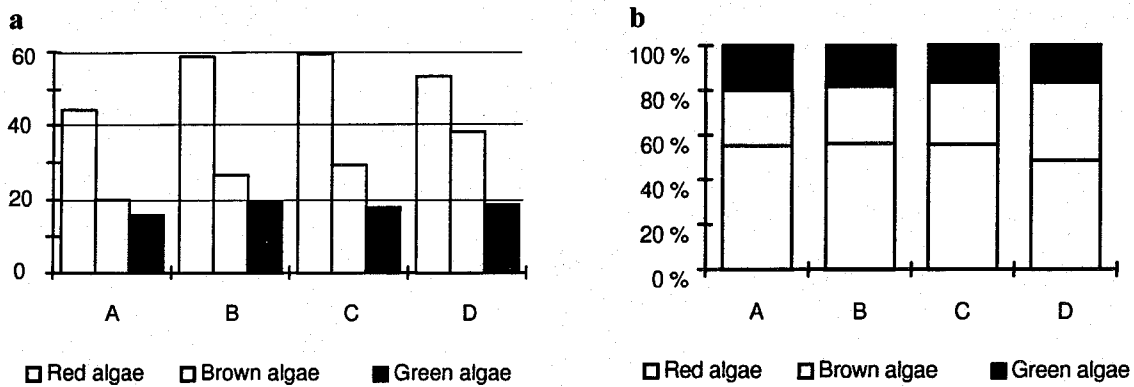 a
60
40
20
0
A B C D
Red algae Brown algae Green algae
b
100 %
80 %
60 %
40 %
20 %
0 %
A B C D
Red algae Brown algae Green algae